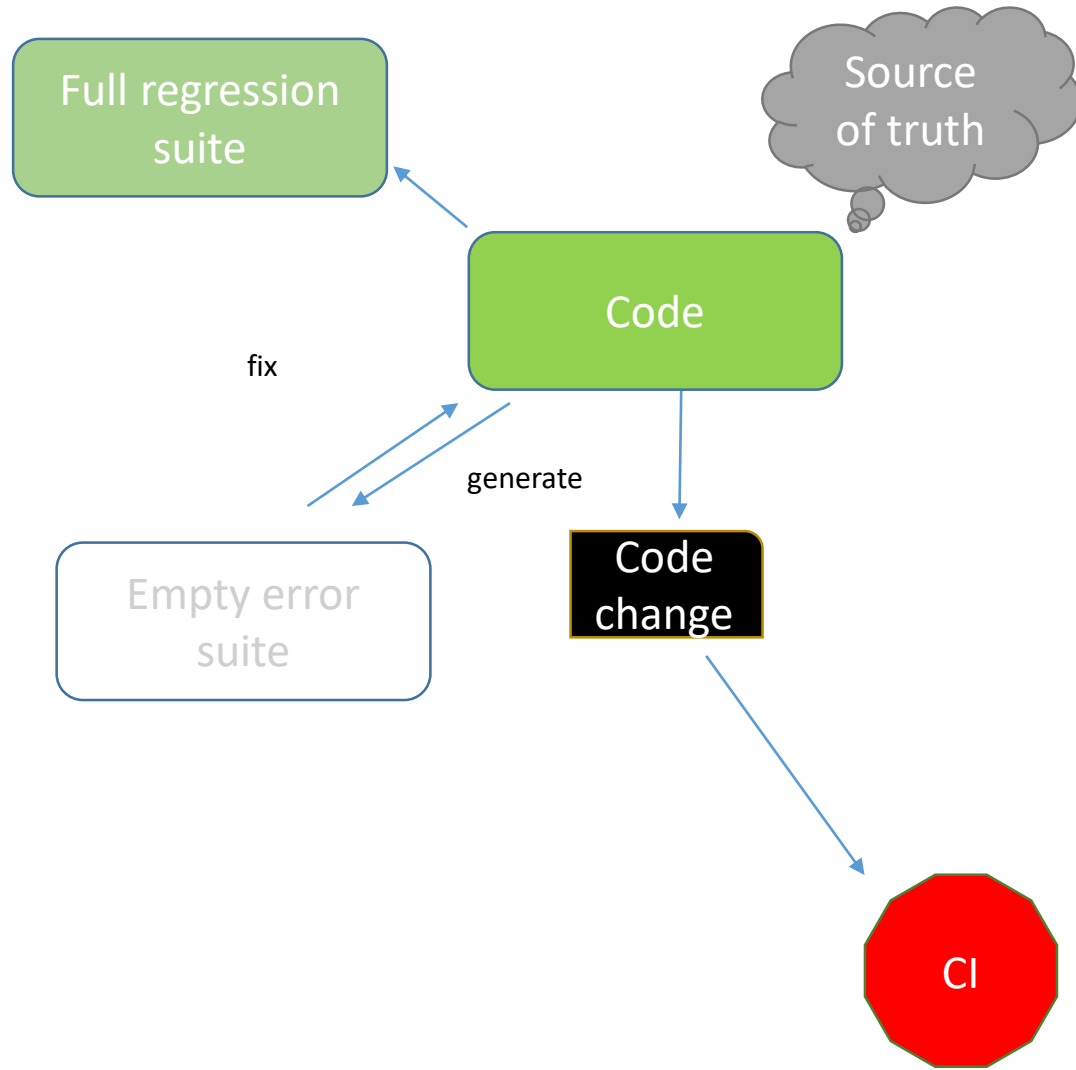 Full regression
suite
Source
of truth
Code
fix
generate
Empty error
suite
Code
change
CI